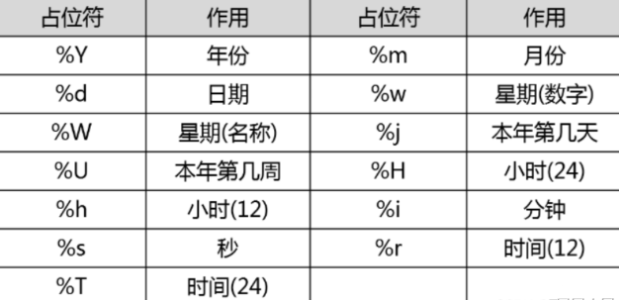 占位符 作用 占位符 作用
%Y 年份 %m 月份
%d 日期 %w 星期(数字)
%W 星期(名称) %j 本年第几天
%U 本年第几周 %H 小时(24)
%h 小时(12) %i 分钟
%s 秒 %r 时间(12)
%T 时间(24)